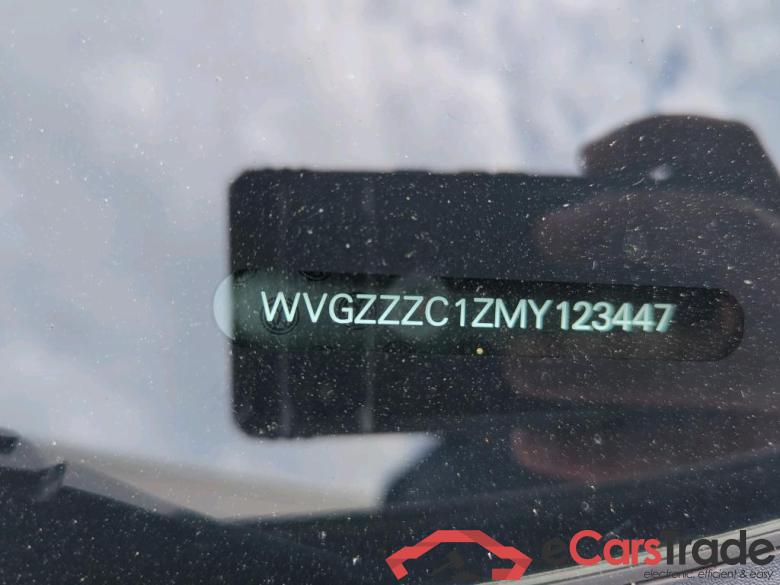 WVGZZZC1ZMY123447
eCarsTrade
electronic, efficient & easy